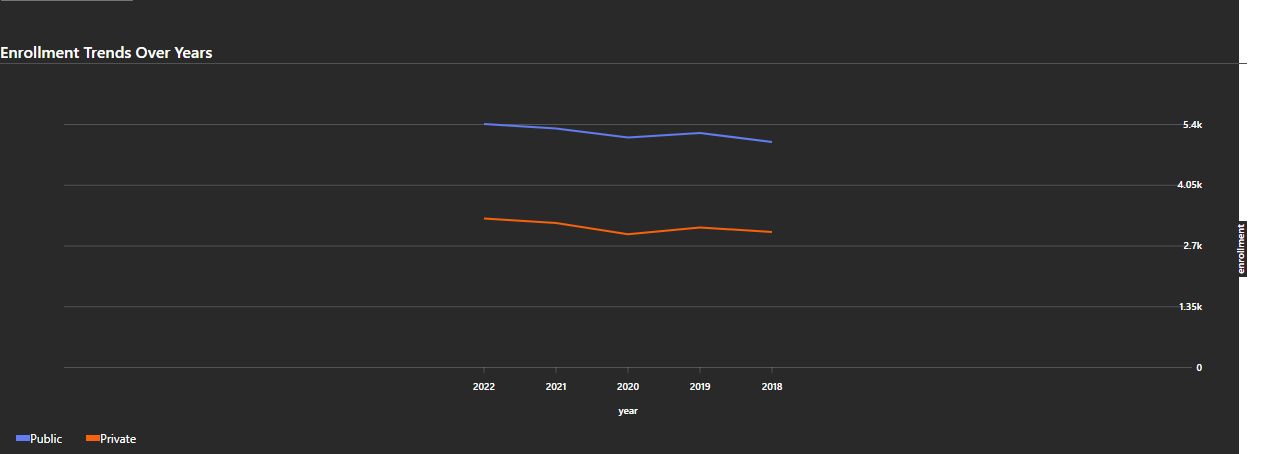 Enrollment Trends Over Years
5.4k
4.05k
2.7k
1.35k
0
enrollment
2022 2021 2020 2019 2018
year
Public Private